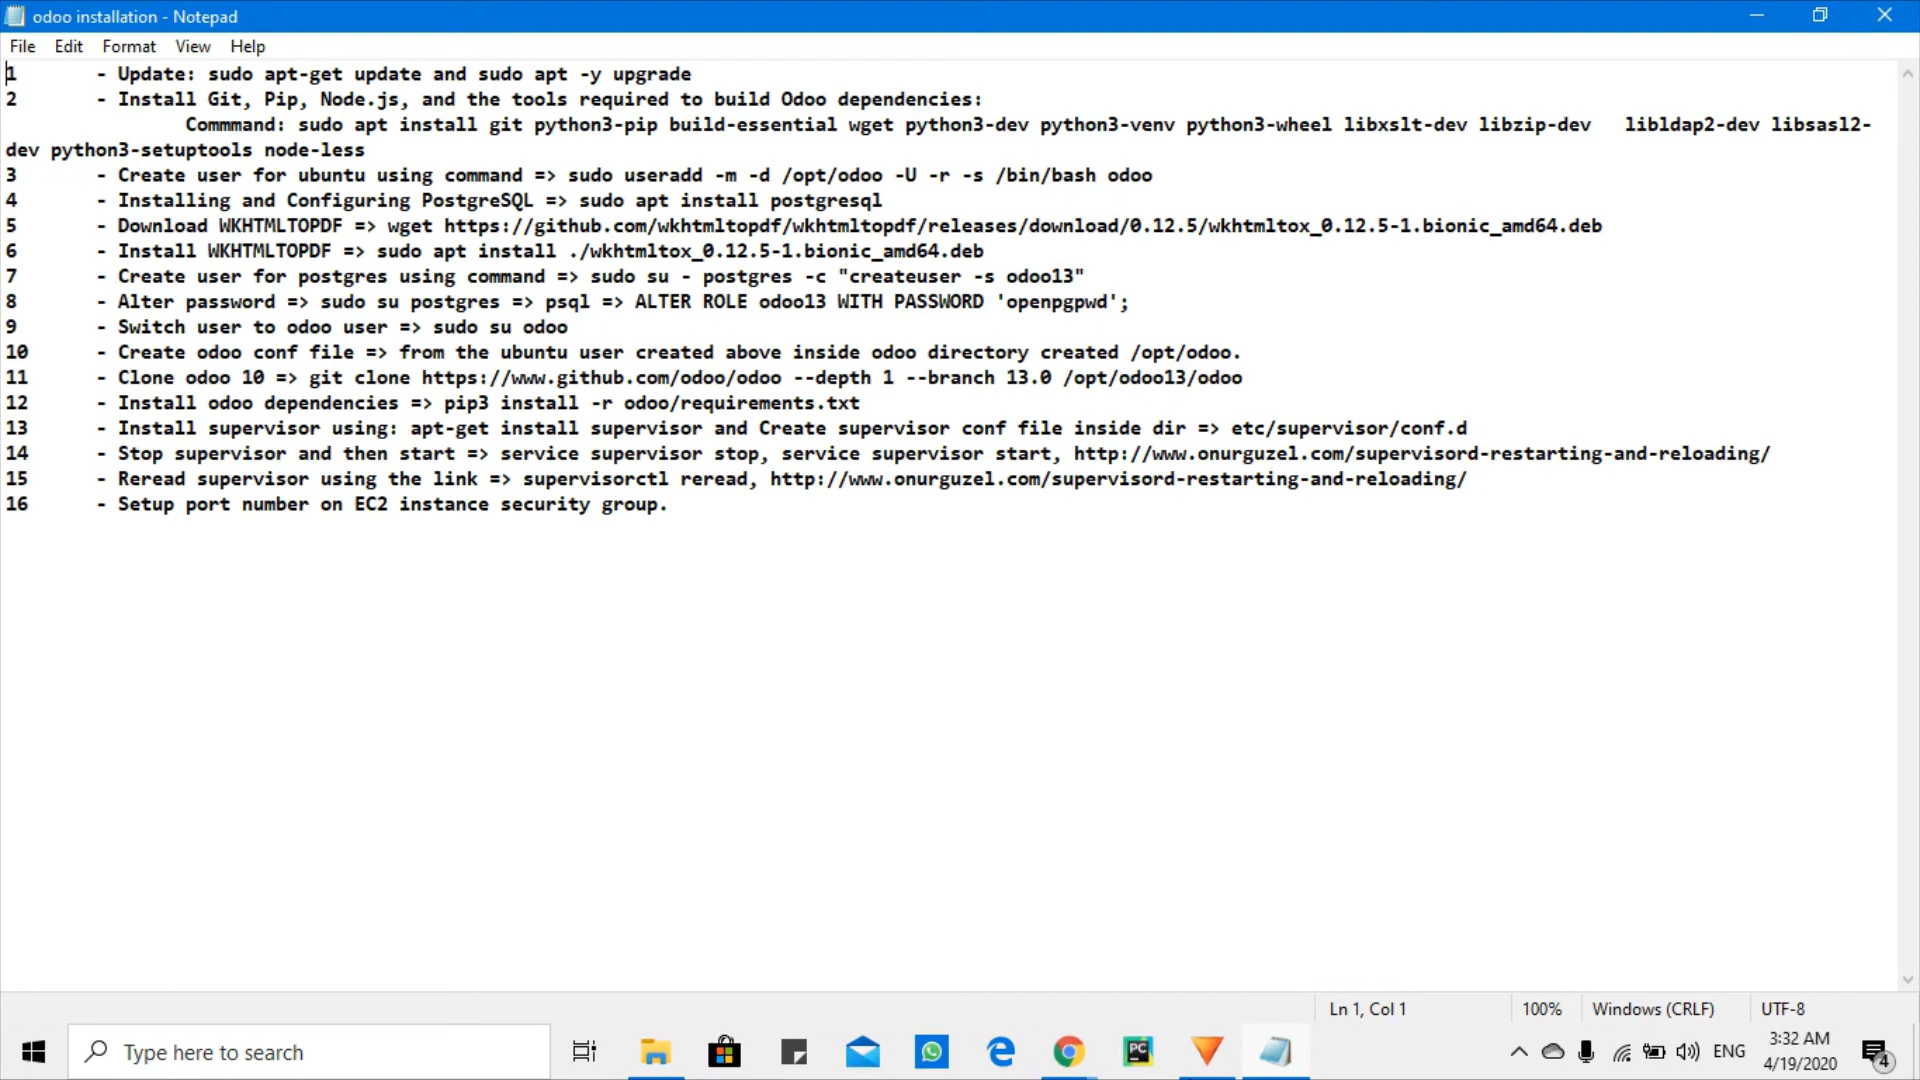 odoo installation - Notepad
File Edit Format View Help
1 - Update: sudo apt-get update and sudo apt -y upgrade
2 - Install Git, Pip, Node.js, and the tools required to build Odoo dependencies:
Commmand: sudo apt install git python3-pip build-essential wget python3-dev python3-venv python3-wheel libxslt-dev libzip-dev libldap2-dev libsasl2-
dev python3-setuptools node-less
3 - Create user for ubuntu using command => sudo useradd -m -d /opt/odoo -U -r -s /bin/bash odoo
4 - Installing and Configuring PostgreSQL => sudo apt install postgresql
5 - Download WKHTMLTOPDF => wget https://github.com/wkhtmltopdf/wkhtmltopdf/releases/download/0.12.5/wkhtmltox_0.12.5-1.bionic_amd64.deb
6 - Install WKHTMLTOPDF => sudo apt install ./wkhtmltox_0.12.5-1.bionic_amd64.deb
7 - Create user for postgres using command => sudo su - postgres -c "createuser -s odoo13"
8 - Alter password => sudo su postgres => psql => ALTER ROLE odoo13 WITH PASSWORD 'openpgpwd';
9 - Switch user to odoo user => sudo su odoo
10 - Create odoo conf file => from the ubuntu user created above inside odoo directory created /opt/odoo.
11 - Clone odoo 10 => git clone https://www.github.com/odoo/odoo --depth 1 --branch 13.0 /opt/odoo13/odoo
12 - Install odoo dependencies => pip3 install -r odoo/requirements.txt
13 - Install supervisor using: apt-get install supervisor and Create supervisor conf file inside dir => etc/supervisor/conf.d
14 - Stop supervisor and then start => service supervisor stop, service supervisor start, http://www.onurguzel.com/supervisord-restarting-and-reloading/
15 - Reread supervisor using the link => supervisorctl reread, http://www.onurguzel.com/supervisord-restarting-and-reloading/
16 - Setup port number on EC2 instance security group.
Ln 1, Col 1 100% Windows (CRLF) UTF-8
Type here to search
PC
ENG
3:32 AM
4/19/2020
4